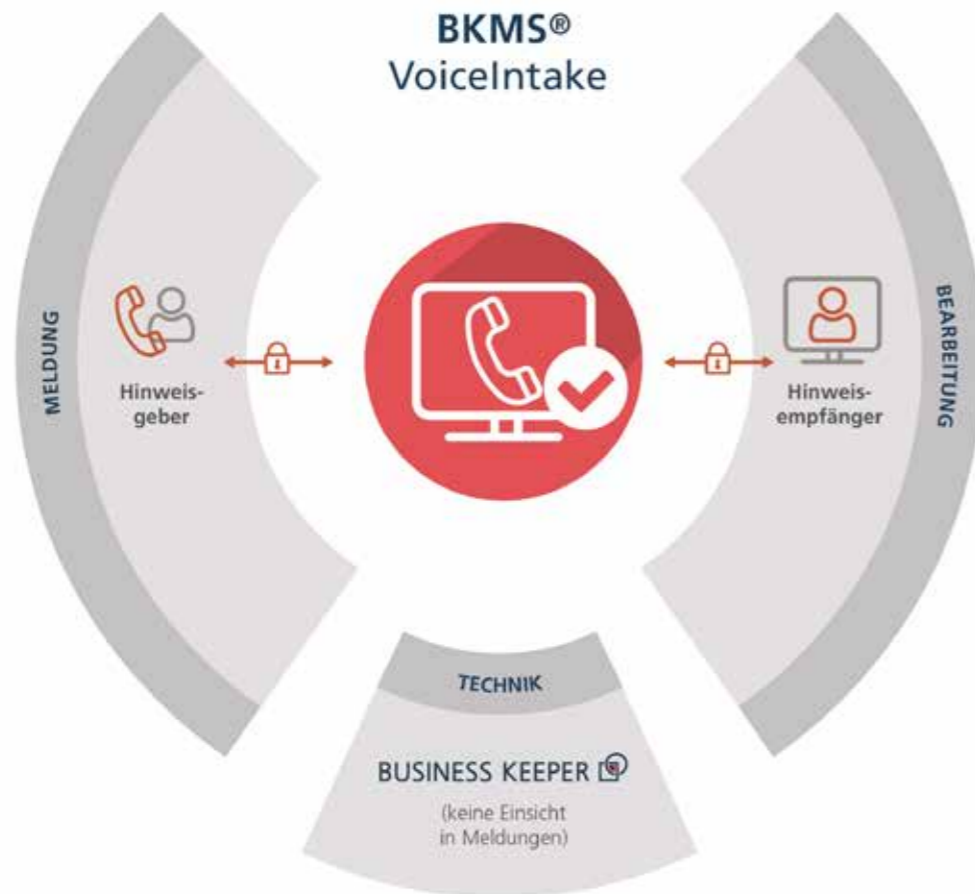 BKMS®
VoiceIntake
MELDUNG
Hinweis-
geber
BEARBEITUNG
Hinweis-
empfänger
TECHNIK
BUSINESS KEEPER
(keine Einsicht
in Meldungen)